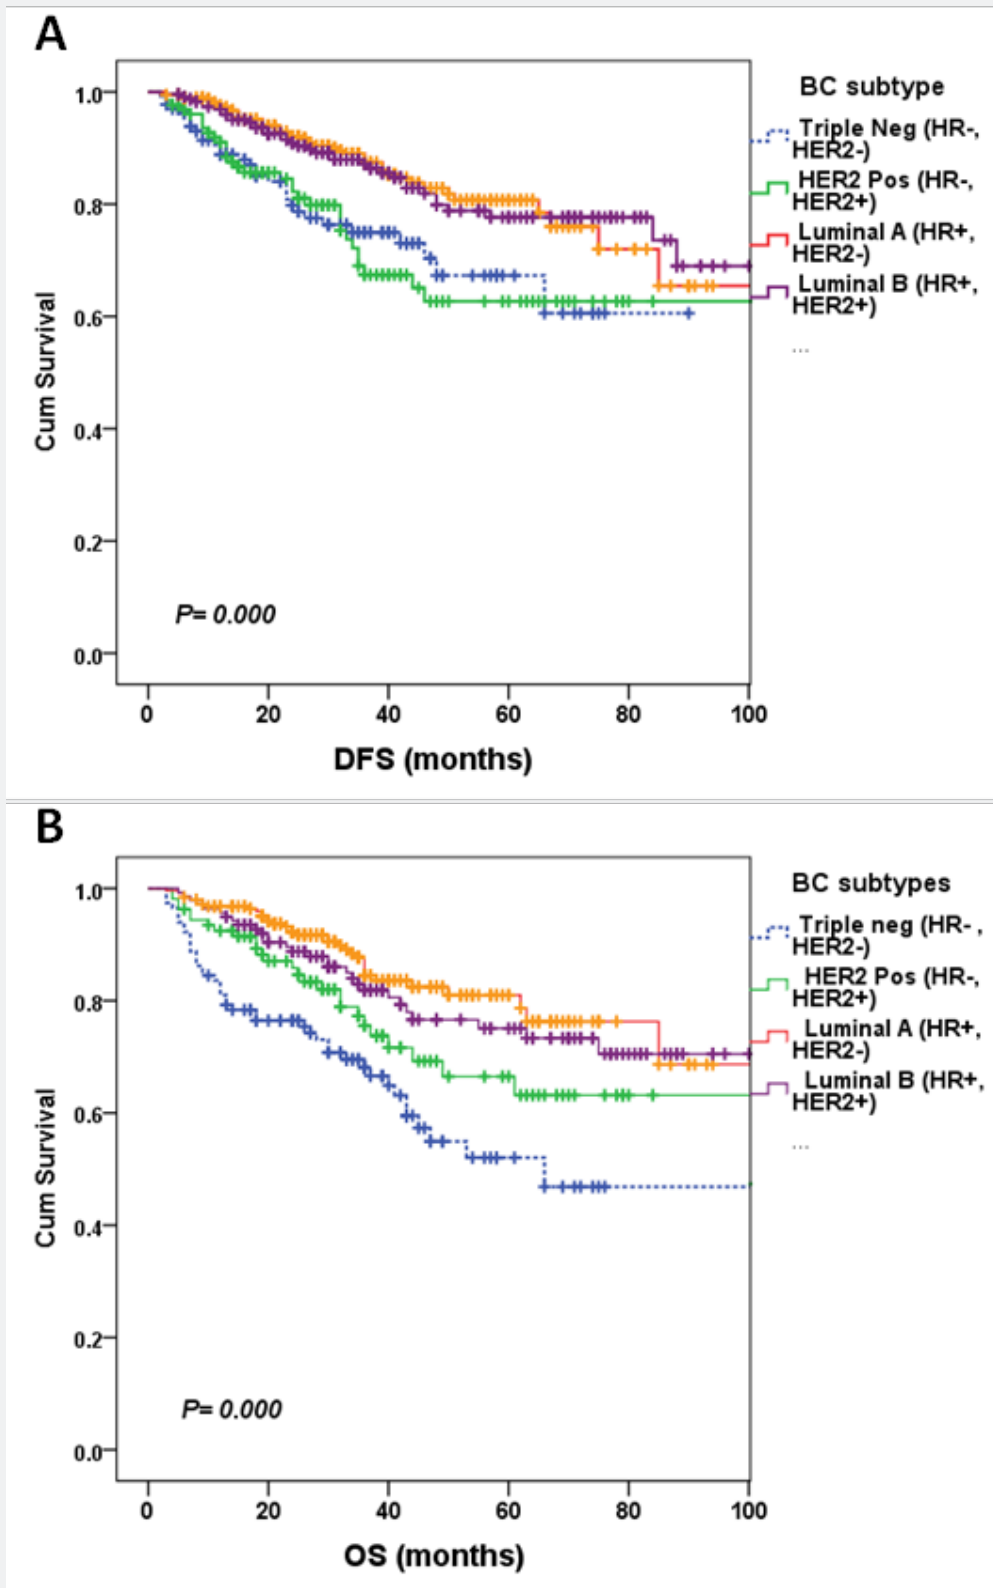 A
BC subtype
Triple Neg (HR-,
HER2-)
HER2 Pos (HR-,
HER2+)
Luminal A (HR+,
HER2-)
Luminal B (HR+,
HER2+)
...
1.0
0.8
0.6
0.4
0.2
0.0
Cum Survival
P= 0.000
0 20 40 60 80 100
DFS (months)
B
BC subtypes
Triple neg (HR- ,
HER2-)
HER2 Pos (HR-,
HER2+)
Luminal A (HR+,
HER2-)
Luminal B (HR+,
HER2+)
...
1.0
0.8
0.6
0.4
0.2
0.0
Cum Survival
P= 0.000
0 20 40 60 80 100
OS (months)